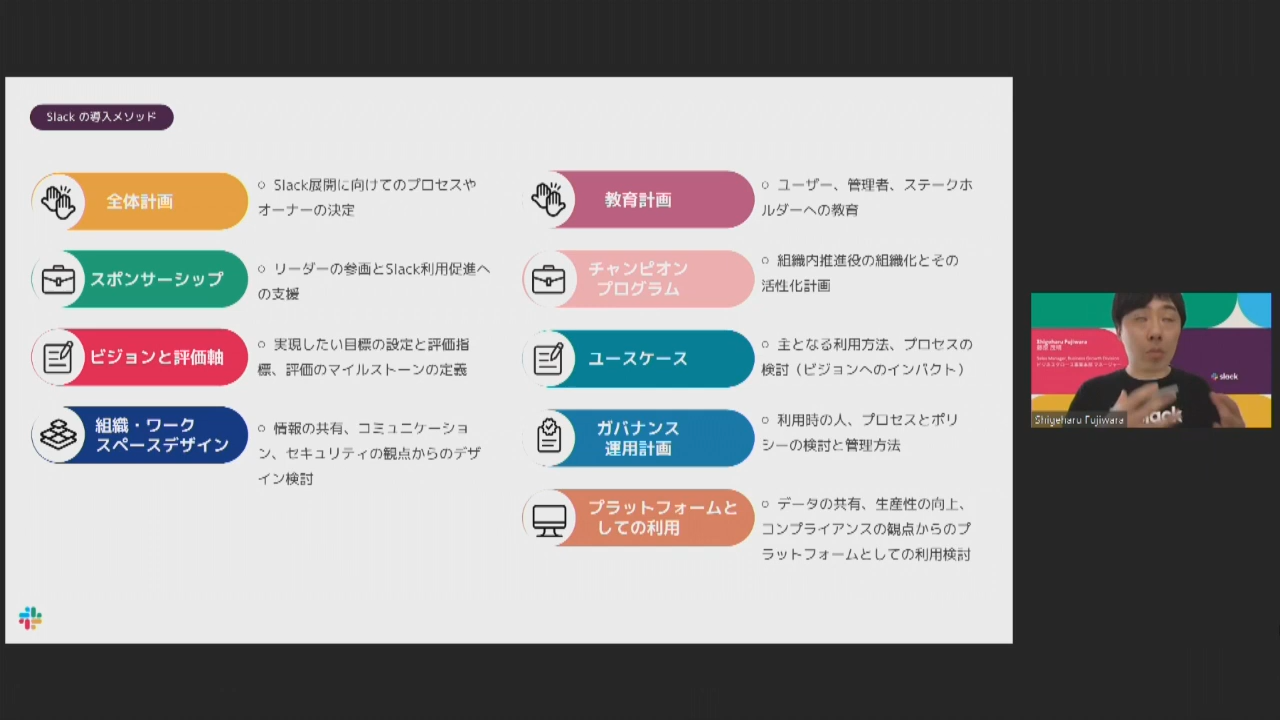 Slack の導入メソッド
全体計画
○ Slack展開に向けてのプロセスや
オーナーの決定
スポンサーシップ
○ リーダーの参画とSlack利用促進へ
の支援
ビジョンと評価軸
○ 実現したい目標の設定と評価指
標、評価のマイルストーンの定義
組織・ワーク
スペースデザイン
○ 情報の共有、コミュニケーショ
ン、セキュリティの観点からのデザ
イン検討
教育計画
○ ユーザー、管理者、ステークホ
ルダーへの教育
チャンピオン
プログラム
○ 組織内推進役の組織化とその
活性化計画
ユースケース
○ 主となる利用方法、プロセスの
検討（ビジョンへのインパクト）
ガバナンス
運用計画
○ 利用時の人、プロセスとポリ
シーの検討と管理方法
プラットフォームと
しての利用
○ データの共有、生産性の向上、
コンプライアンスの観点からのプ
ラットフォームとしての利用検討
Shigeharu Fujiwara
slack
Shigeharu Fujiwara